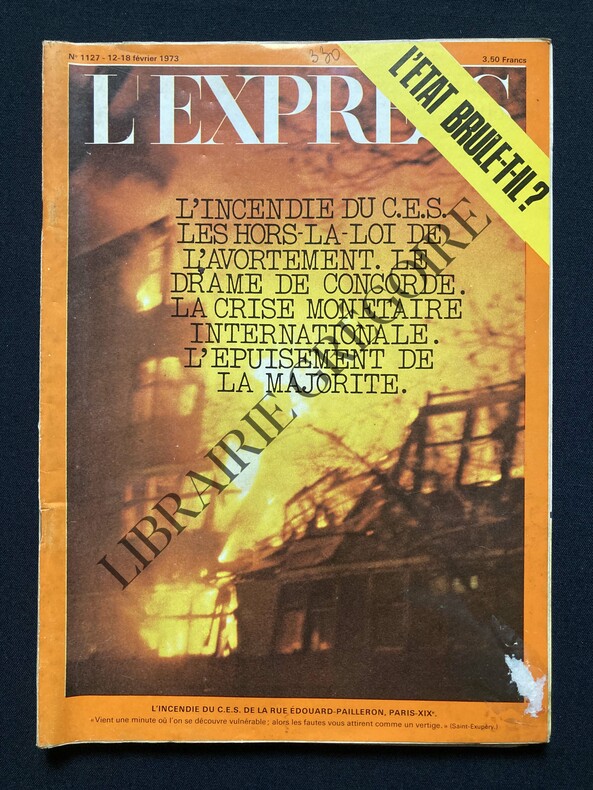 N° 1127 - 12-18 février 1973
330
3,50 Francs
L'EXPRESS
L'ETAT BRULE-T-IL?
L'INCENDIE DU C.E.S.
LES HORS-LA-LOI DE
L'AVORTEMENT. LE
DRAME DE CONCORDE.
LA CRISE MONETAIRE
INTERNATIONALE.
L'EPUISEMENT DE
LA MAJORITE.
LIBRAIRIE GREGOIRE
L'INCENDIE DU C.E.S. DE LA RUE ÉDOUARD-PAILLERON, PARIS-XIXe.
«Vient une minute où l'on se découvre vulnérable; alors les fautes vous attirent comme un vertige.» (Saint-Exupéry.)